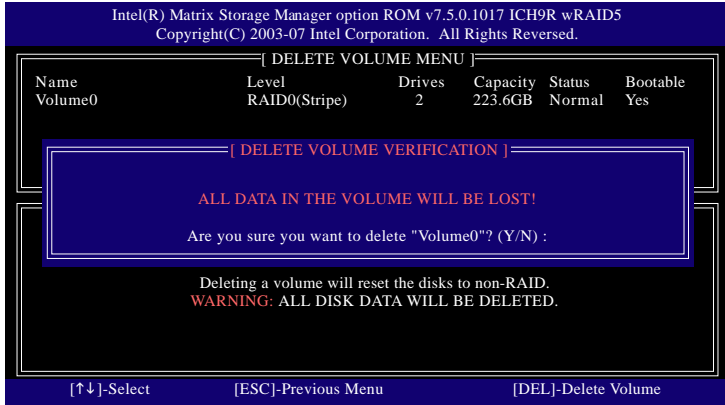 Intel(R) Matrix Storage Manager option ROM v7.5.0.1017 ICH9R wRAID5
Copyright(C) 2003-07 Intel Corporation. All Rights Reversed.
[ DELETE VOLUME MENU ]
Name Level Drives Capacity Status Bootable
Volume0 RAID0(Stripe) 2 223.6GB Normal Yes
[ DELETE VOLUME VERIFICATION ]
ALL DATA IN THE VOLUME WILL BE LOST!
Are you sure you want to delete "Volume0"? (Y/N) :
Deleting a volume will reset the disks to non-RAID.
WARNING: ALL DISK DATA WILL BE DELETED.
[↑↓]-Select [ESC]-Previous Menu [DEL]-Delete Volume